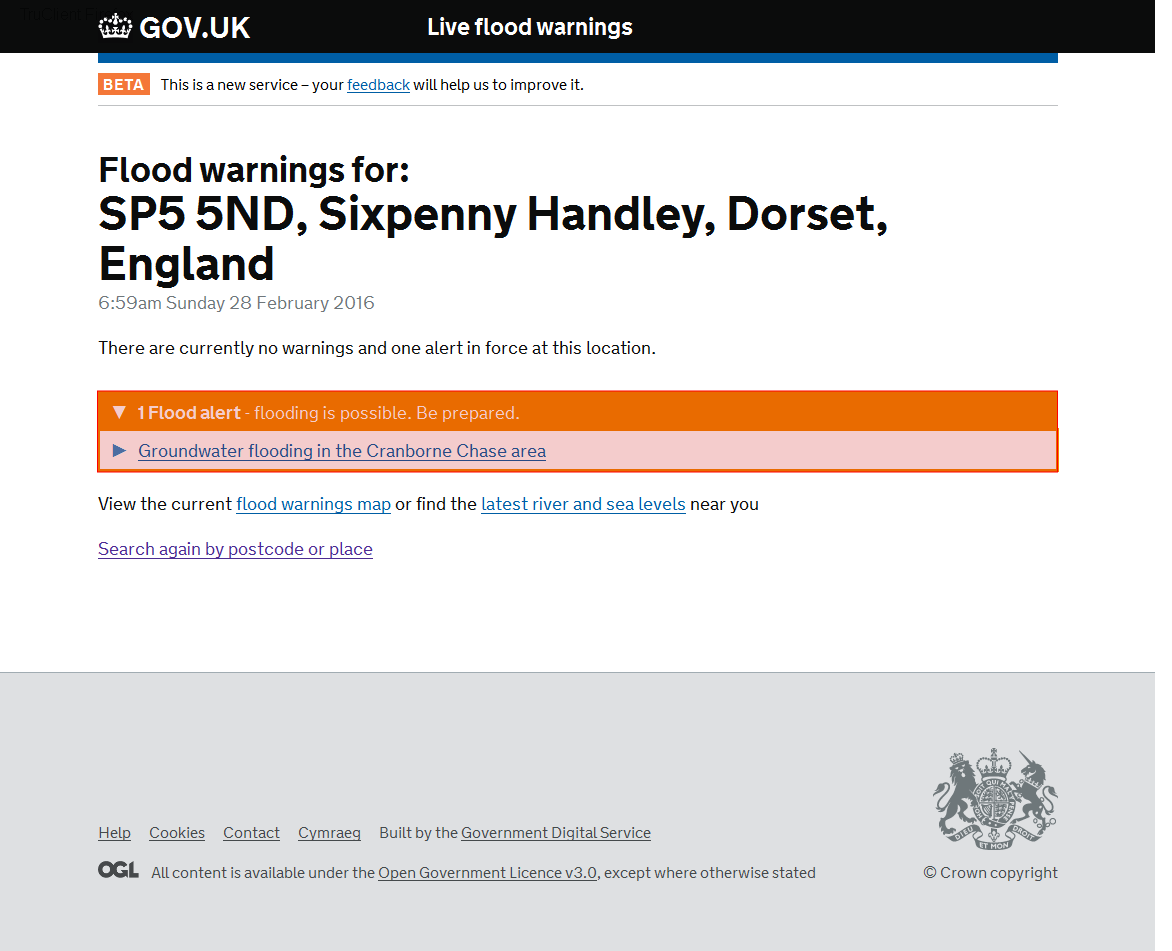 GOV.UK
Live flood warnings
BETA This is a new service – your feedback will help us to improve it.
Flood warnings for:
SP5 5ND, Sixpenny Handley, Dorset,
England
6:59am Sunday 28 February 2016
There are currently no warnings and one alert in force at this location.
▼ 1 Flood alert - flooding is possible. Be prepared.
► Groundwater flooding in the Cranborne Chase area
View the current flood warnings map or find the latest river and sea levels near you
Search again by postcode or place
Help Cookies Contact Cymraeg Built by the Government Digital Service
OGL All content is available under the Open Government Licence v3.0, except where otherwise stated
DIEU ET MON DROIT
© Crown copyright